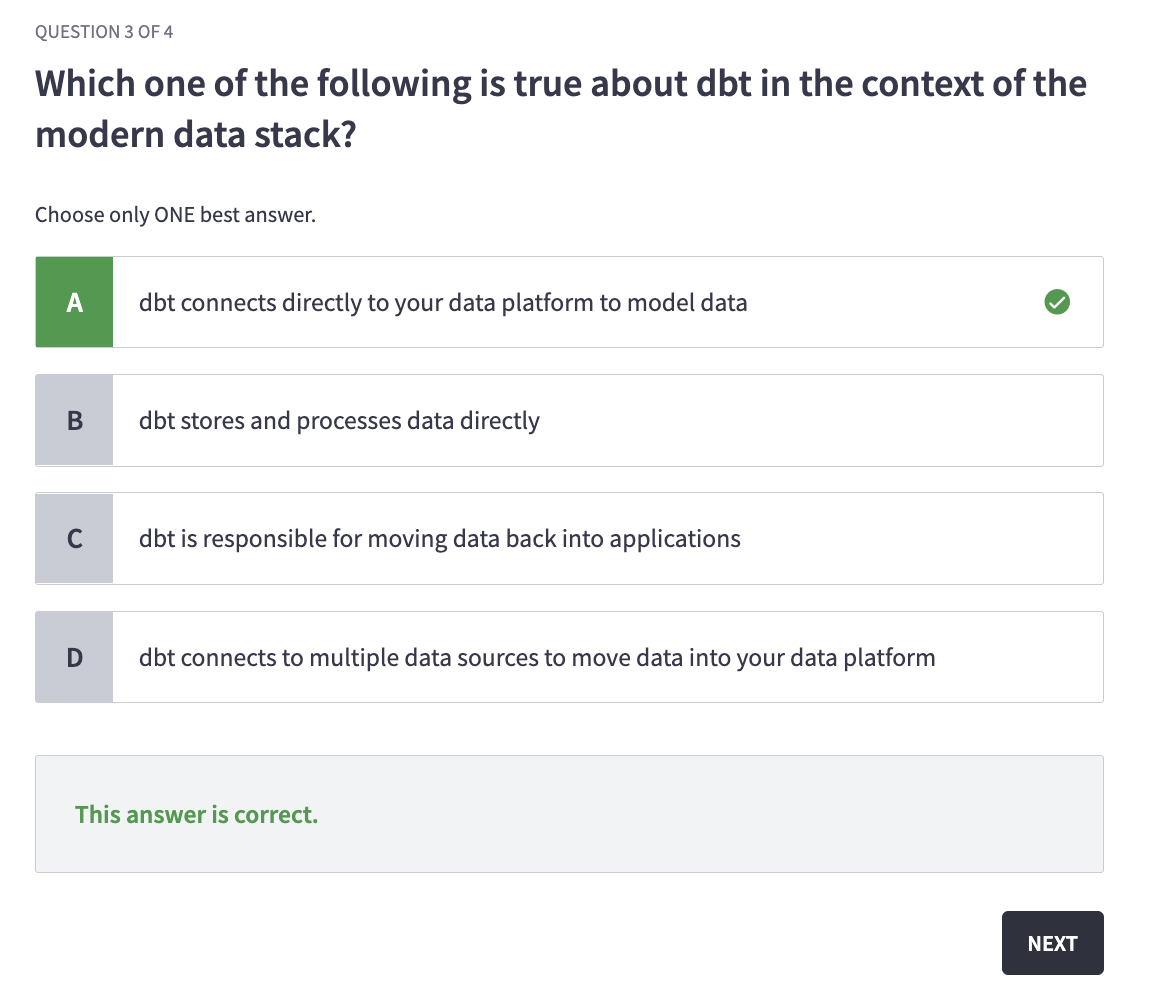 QUESTION 3 OF 4
Which one of the following is true about dbt in the context of the
modern data stack?
Choose only ONE best answer.
A dbt connects directly to your data platform to model data
B dbt stores and processes data directly
C dbt is responsible for moving data back into applications
D dbt connects to multiple data sources to move data into your data platform
This answer is correct.
NEXT